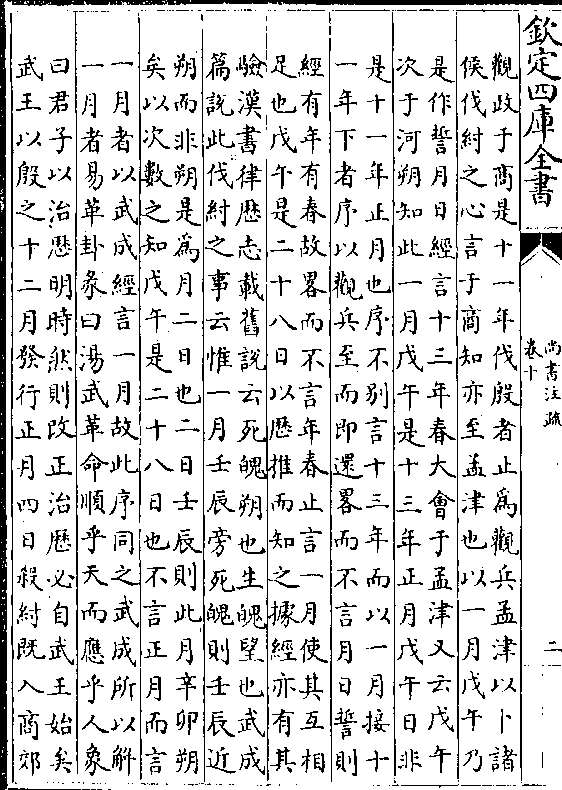 欽定四庫全書
尚書注疏
卷十
二
觀政于商是十一年伐殷者止爲觀兵孟津以卜諸
侯伐紂之心言于商知亦至孟津也以一月戊午乃
是作誓月日經言十三年春大會于孟津又云戊午
次于河朔知此一月戊午是十三年正月戊午日非
是十一年正月也序不别言十三年而以一月接十
一年下者序以觀兵至而即還畧而不言月日誓則
經有年有春故畧而不言年春止言一月使其互相
足也戊午是二十八日以歴推而知之據經亦有其
驗漢書律歴志載舊說云死魄朔也生魄望也武成
篇說此伐紂之事云惟一月壬辰旁死魄則壬辰近
朔而非朔是爲月二日也二日壬辰則此月辛卯朔
矣以次數之知戊午是二十八日也不言正月而言
一月者以武成經言一月故此序同之武成所以解
一月者易革卦彖曰湯武革命順乎天而應乎人象
曰君子以治歴明時然則改正治歴必自武王始矣
武王以殷之十二月發行正月四日殺紂既入商郊